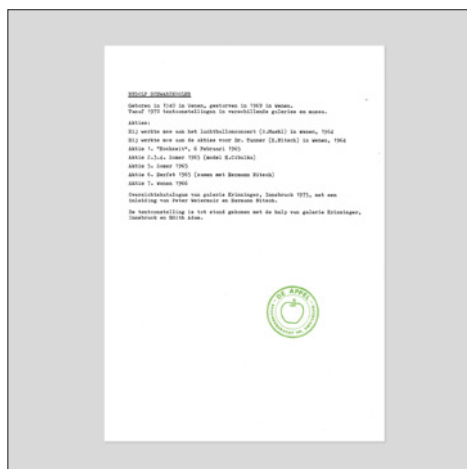 RUDOLF SCHWARZKOGLER
Geboren in 1940 in Wenen, gestorven in 1969 in Wenen.
Vanaf 1970 tentoonstellingen in verschillende galeries en musea.
Akties:
Hij werkte mee aan het luchtballonconcert (O.Muehl) in Wenen, 1964
Hij werkte mee aan de akties voor Dr. Tunner (H.Nitsch) in Wenen, 1964
Aktie 1. "Hochzeit", 6 Februari 1965
Aktie 2.3.4. Zomer 1965 (model H.Cibulka)
Aktie 5. Zomer 1965
Aktie 6. Herfst 1965 (samen met Hermann Nitsch)
Aktie 7. Wenen 1966
Overzichtskatalogus van galerie Krinzinger, Innsbruck 1975, met een
inleiding van Peter Weiermair en Hermann Nitsch.
De tentoonstelling is tot stand gekomen met de hulp van galerie Krinzinger,
Innsbruck en Edith Adam.
DE APPEL